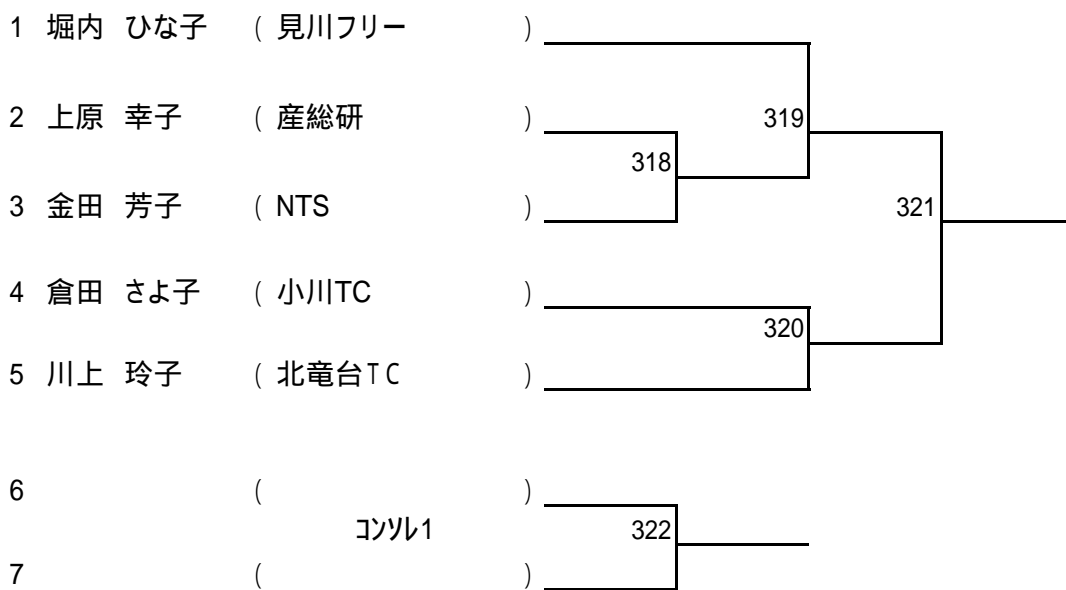 1 堀内 ひな子 ( 見川フリー )
2 上原 幸子 ( 産総研 )
319
318
3 金田 芳子 ( NTS )
321
4 倉田 さよ子 ( 小川TC )
320
5 川上 玲子 ( 北竜台TC )
6 ( )
コンソレ1 322
7 ( )